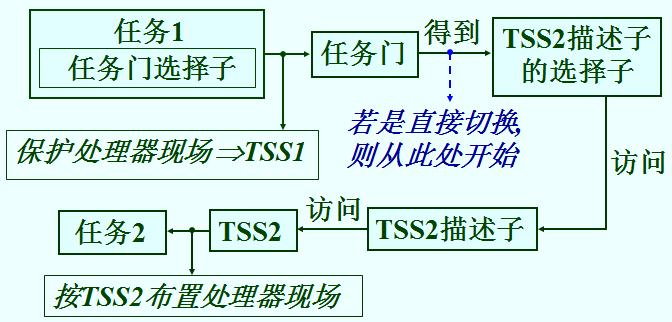 任务1
任务门选择子
任务门
得到
TSS2描述子
的选择子
保护处理器现场⇒TSS1
若是直接切换,
则从此处开始
访问
任务2
TSS2
访问
TSS2描述子
按TSS2布置处理器现场